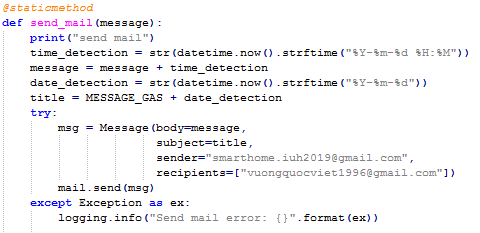 @staticmethod
def send_mail(message):
    print("send mail")
    time_detection = str(datetime.now().strftime("%Y-%m-%d %H:%M"))
    message = message + time_detection
    date_detection = str(datetime.now().strftime("%Y-%m-%d"))
    title = MESSAGE_GAS + date_detection
    try:
        msg = Message(body=message,
                      subject=title,
                      sender="smarthome.iuh2019@gmail.com",
                      recipients=["vuongquocviet1996@gmail.com"])
        mail.send(msg)
    except Exception as ex:
        logging.info("Send mail error: {}".format(ex))